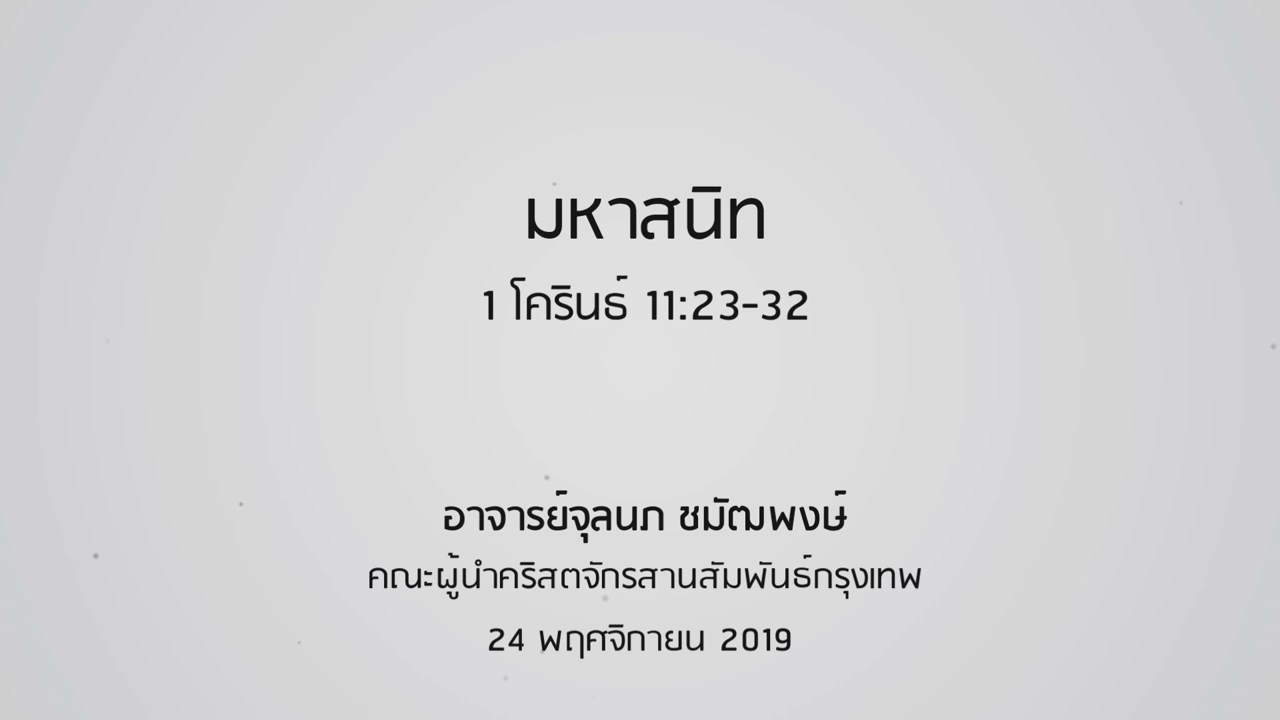 มหาสนิท
1 โครินธ์ 11:23-32
อาจารย์จุลนภ ชมัฒพงษ์
คณะผู้นำคริสตจักรสานสัมพันธ์กรุงเทพ
24 พฤศจิกายน 2019